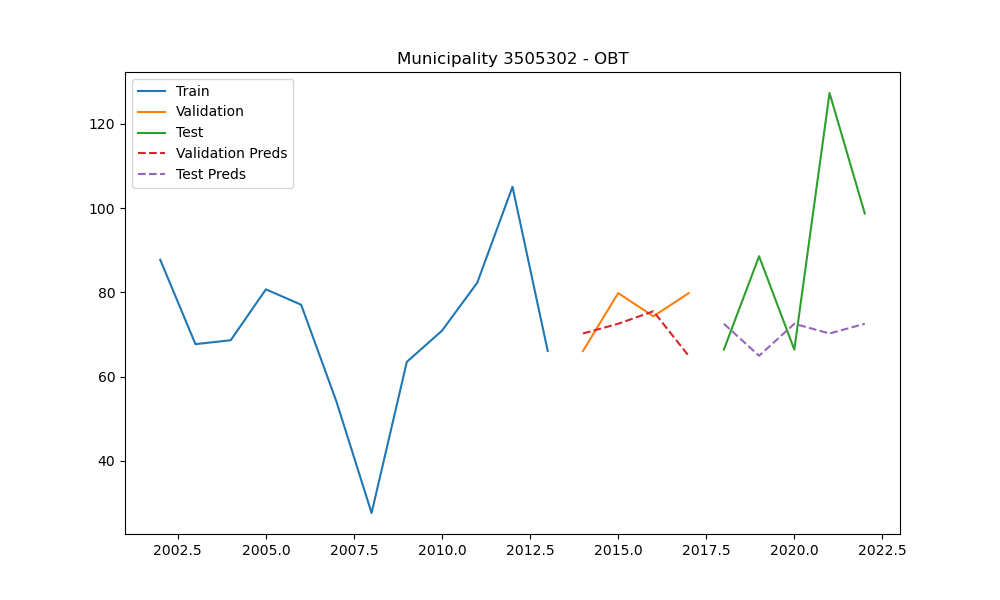 Municipality 3505302 - OBT
Train
Validation
Test
Validation Preds
Test Preds
120
100
80
60
40
2002.5 2005.0 2007.5 2010.0 2012.5 2015.0 2017.5 2020.0 2022.5